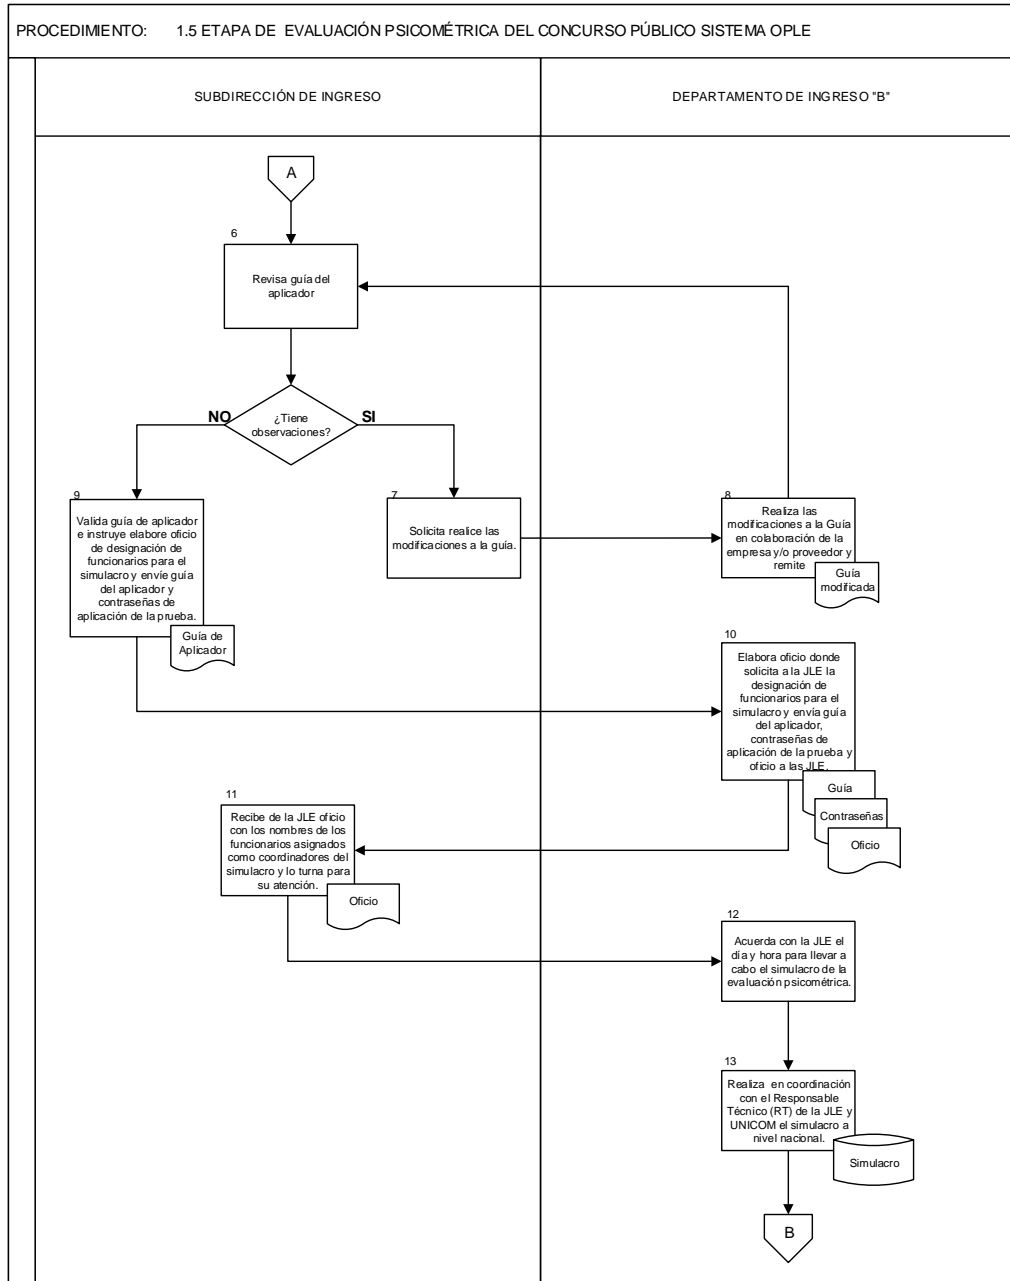 PROCEDIMIENTO: 1.5 ETAPA DE EVALUACIÓN PSICOMÉTRICA DEL CONCURSO PÚBLICO SISTEMA OPLE
SUBDIRECCIÓN DE INGRESO
DEPARTAMENTO DE INGRESO "B"
A
6
Revisa guía del
aplicador
¿Tiene
observaciones?
NO
SI
7
Solicita realice las
modificaciones a la guía.
8
Realiza las
modificaciones a la Guía
en colaboración de la
empresa y/o proveedor y
remite
Guía
modificada
9
Valida guía de aplicador
e instruye elabore oficio
de designación de
funcionarios para el
simulacro y envíe guía
del aplicador y
contraseñas de
aplicación de la prueba.
Guía de
Aplicador
10
Elabora oficio donde
solicita a la JLE la
designación de
funcionarios para el
simulacro y envía guía
del aplicador,
contraseñas de
aplicación de la prueba y
oficio a las JLE.
Guía
Contraseñas
Oficio
11
Recibe de la JLE oficio
con los nombres de los
funcionarios asignados
como coordinadores del
simulacro y lo turna para
su atención.
Oficio
12
Acuerda con la JLE el
día y hora para llevar a
cabo el simulacro de la
evaluación psicométrica.
13
Realiza en coordinación
con el Responsable
Técnico (RT) de la JLE y
UNICOM el simulacro a
nivel nacional.
Simulacro
B